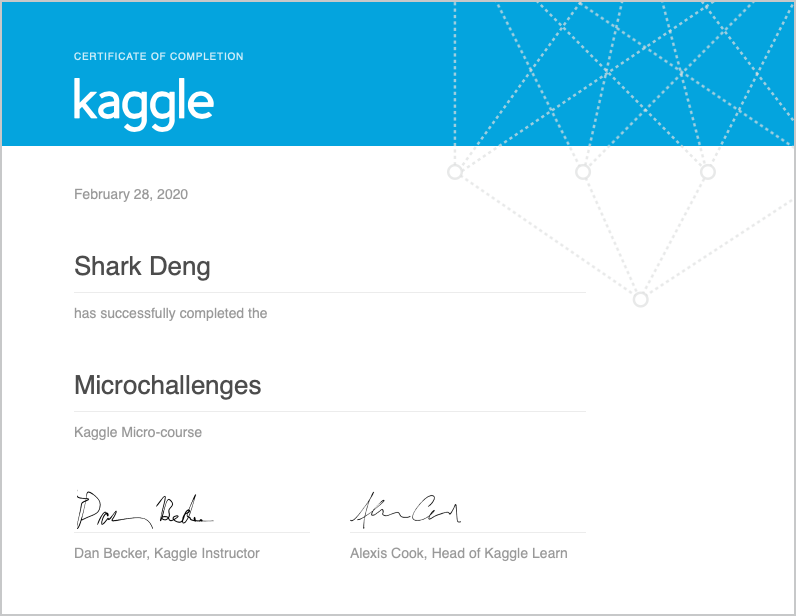 CERTIFICATE OF COMPLETION
kaggle
February 28, 2020
Shark Deng
has successfully completed the
Microchallenges
Kaggle Micro-course
Dan Becker
Alexis Cook
Dan Becker, Kaggle Instructor
Alexis Cook, Head of Kaggle Learn